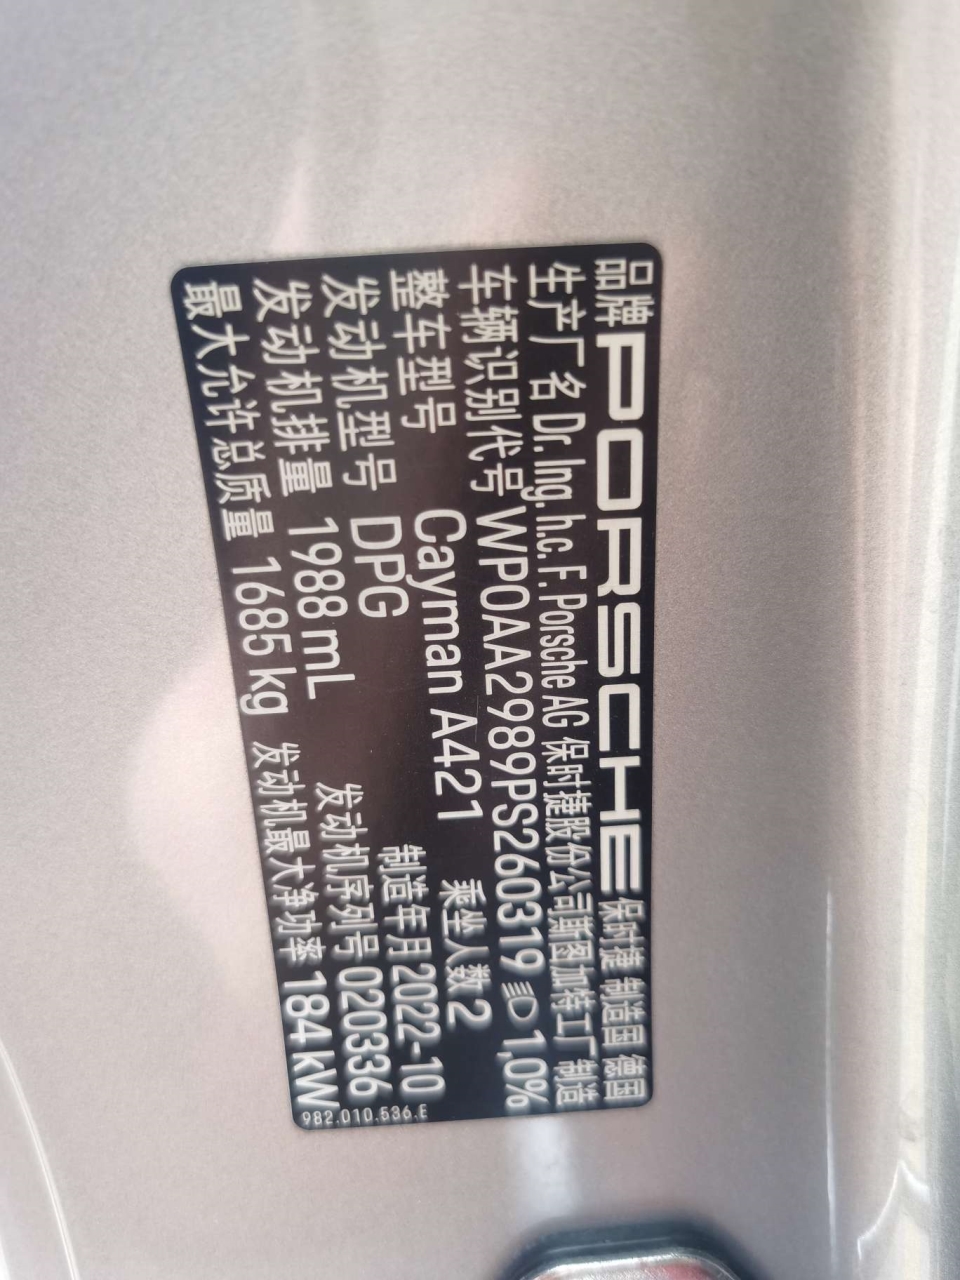 品牌 PORSCHE 保时捷 制造国 德国
生产厂名 Dr. Ing. h.c. F. Porsche AG 保时捷股份公司斯图加特工厂 制造
车辆识别代号 WP0AA2989PS260319 1,0%
整车型号 Cayman A421 乘坐人数 2
发动机型号 DPG 制造年月 2022-10
发动机排量 1988 mL 发动机序列号 020336
最大允许总质量 1685 kg 发动机最大净功率 184 kW
982.010.536.E